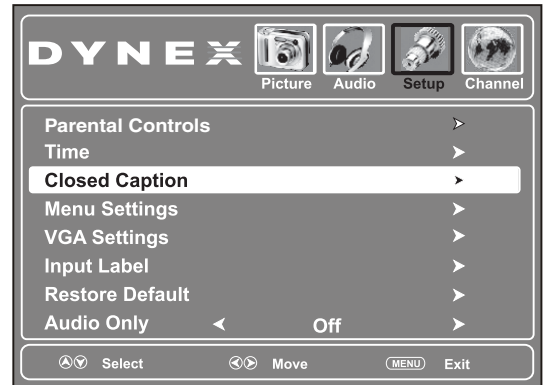 DYNEX
Picture Audio Setup Channel
Parental Controls
Time
Closed Caption
Menu Settings
VGA Settings
Input Label
Restore Default
Audio Only Off
Select Move MENU Exit